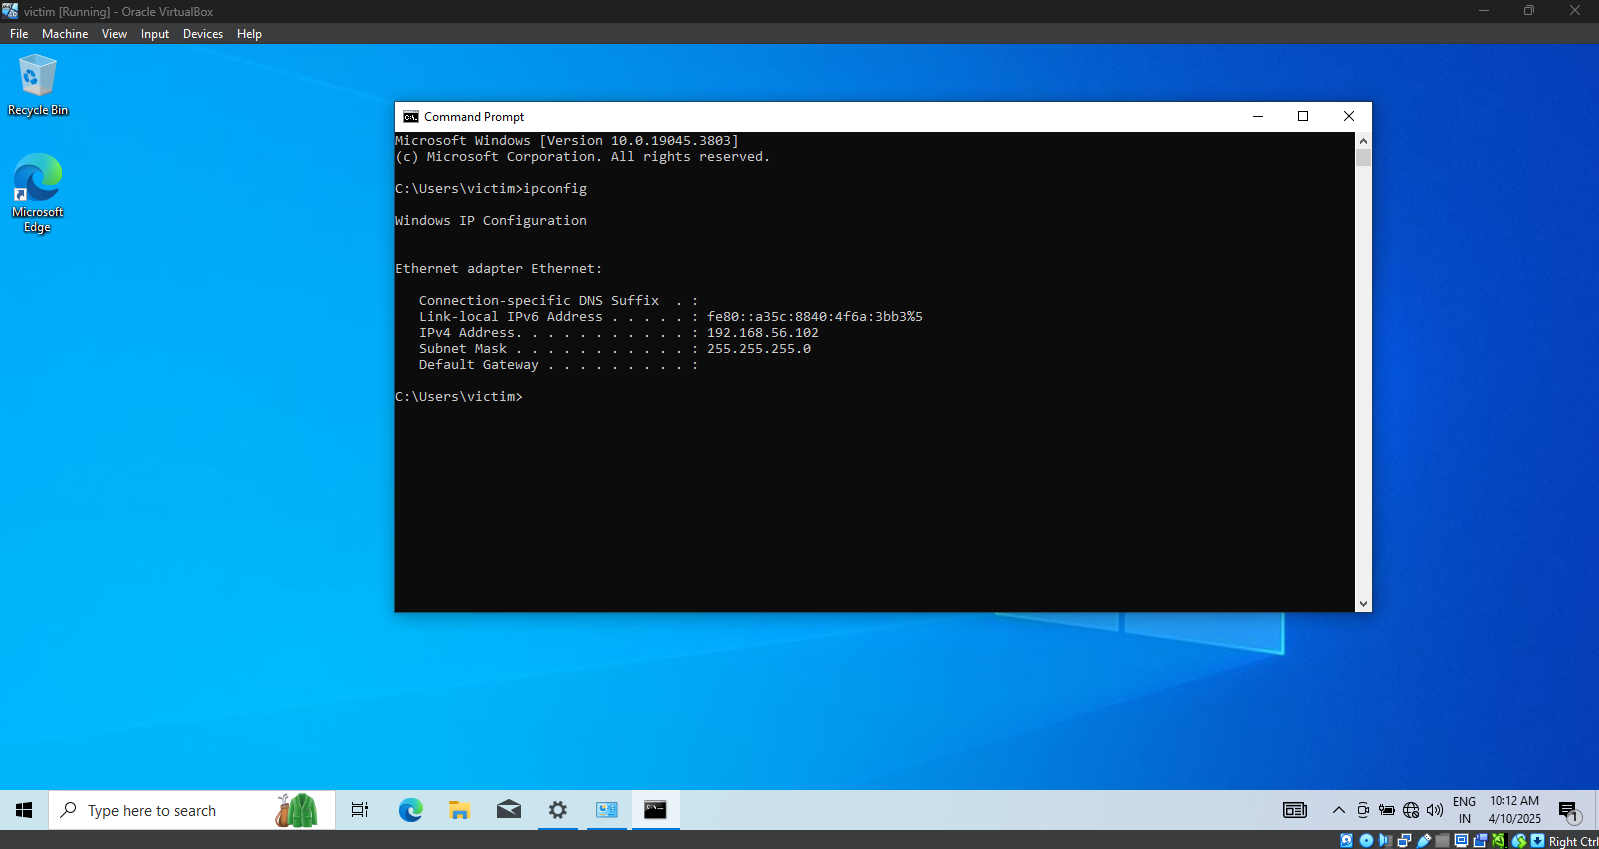 victim [Running] - Oracle VirtualBox
File Machine View Input Devices Help
Recycle Bin
Microsoft
Edge
Command Prompt
Microsoft Windows [Version 10.0.19045.3803]
(c) Microsoft Corporation. All rights reserved.
C:\Users\victim>ipconfig
Windows IP Configuration
Ethernet adapter Ethernet:
Connection-specific DNS Suffix  . :
Link-local IPv6 Address . . . . . : fe80::a35c:8840:4f6a:3bb3%5
IPv4 Address. . . . . . . . . . . : 192.168.56.102
Subnet Mask . . . . . . . . . . . : 255.255.255.0
Default Gateway . . . . . . . . . :
C:\Users\victim>
Type here to search
ENG
IN
10:12 AM
4/10/2025
1
Right Ctrl